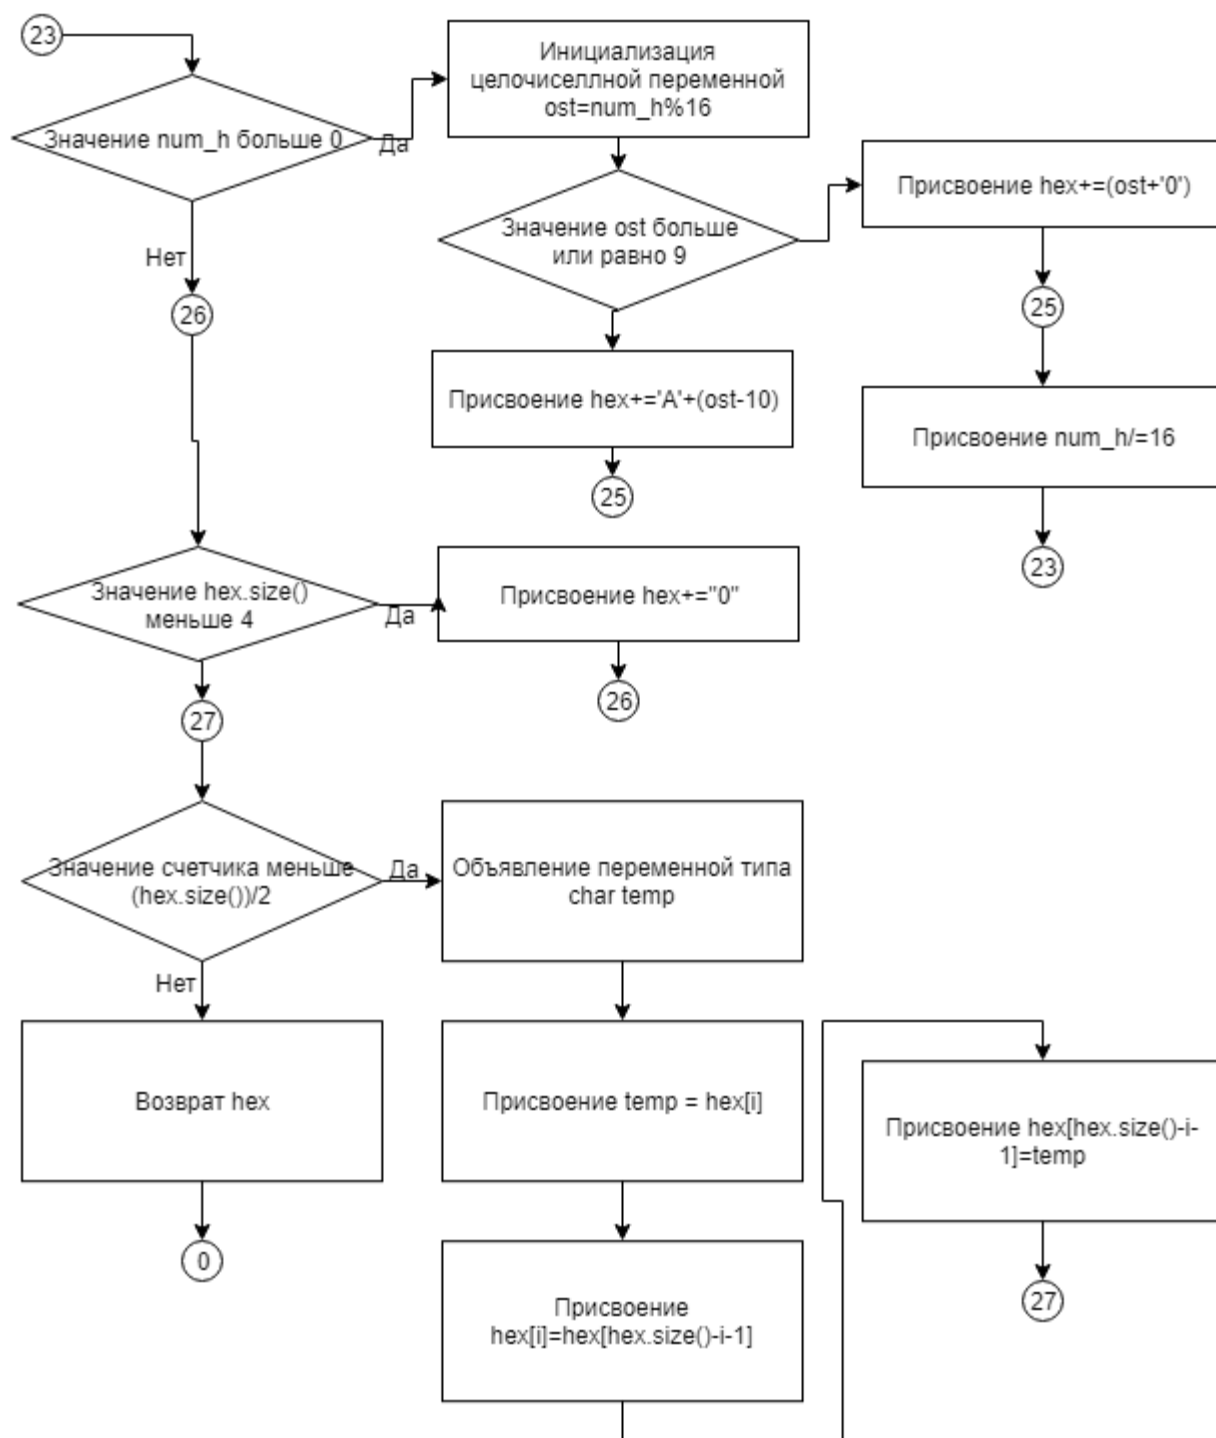 23
Значение num_h больше 0
Да
Нет
26
Инициализация
целочиселлной переменной
ost=num_h%16
Значение ost больше
или равно 9
Присвоение hex+=(ost+'0')
25
Присвоение num_h/=16
23
Присвоение hex+='A'+(ost-10)
25
Значение hex.size()
меньше 4
Да
Присвоение hex+="0"
26
27
Значение счетчика меньше
(hex.size())/2
Да
Нет
Объявление переменной типа
char temp
Возврат hex
0
Присвоение temp = hex[i]
Присвоение
hex[i]=hex[hex.size()-i-1]
Присвоение hex[hex.size()-i-
1]=temp
27